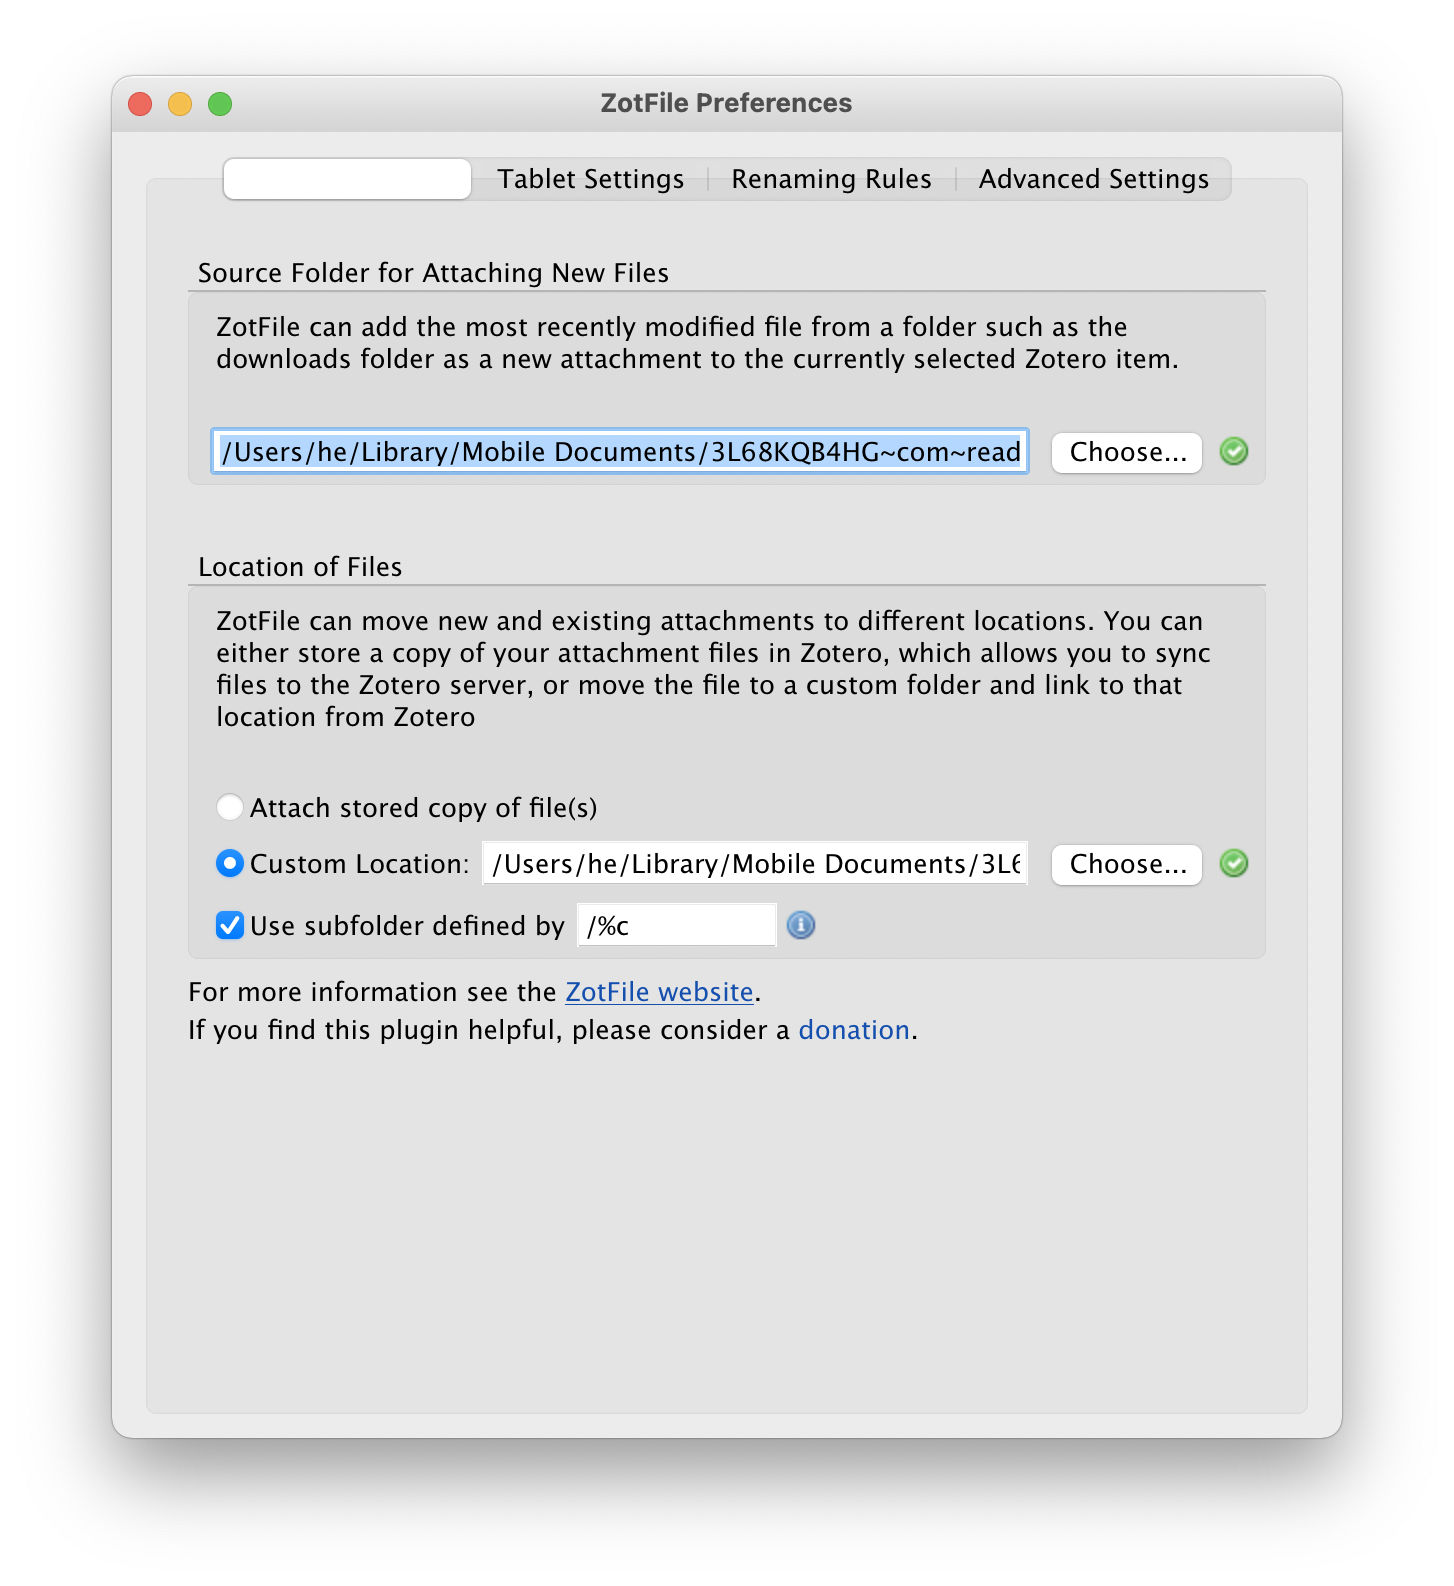 ZotFile Preferences
Tablet Settings
Renaming Rules
Advanced Settings
Source Folder for Attaching New Files
ZotFile can add the most recently modified file from a folder such as the
downloads folder as a new attachment to the currently selected Zotero item.
/Users/he/Library/Mobile Documents/3L68KQB4HG~com~read
Choose...
Location of Files
ZotFile can move new and existing attachments to different locations. You can
either store a copy of your attachment files in Zotero, which allows you to sync
files to the Zotero server, or move the file to a custom folder and link to that
location from Zotero
Attach stored copy of file(s)
Custom Location: /Users/he/Library/Mobile Documents/3L6
Choose...
Use subfolder defined by /%c
For more information see the ZotFile website.
If you find this plugin helpful, please consider a donation.